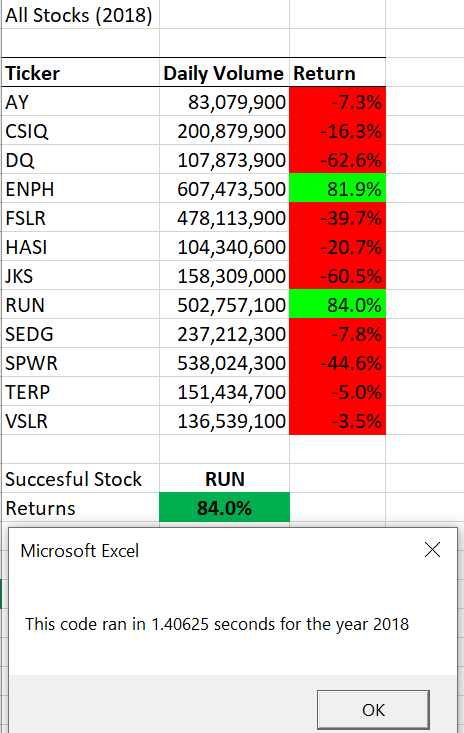 All Stocks (2018)
Ticker Daily Volume Return
AY 83,079,900 -7.3%
CSIQ 200,879,900 -16.3%
DQ 107,873,900 -62.6%
ENPH 607,473,500 81.9%
FSLR 478,113,900 -39.7%
HASI 104,340,600 -20.7%
JKS 158,309,000 -60.5%
RUN 502,757,100 84.0%
SEDG 237,212,300 -7.8%
SPWR 538,024,300 -44.6%
TERP 151,434,700 -5.0%
VSLR 136,539,100 -3.5%
Succesful Stock RUN
Returns 84.0%
Microsoft Excel
This code ran in 1.40625 seconds for the year 2018
OK